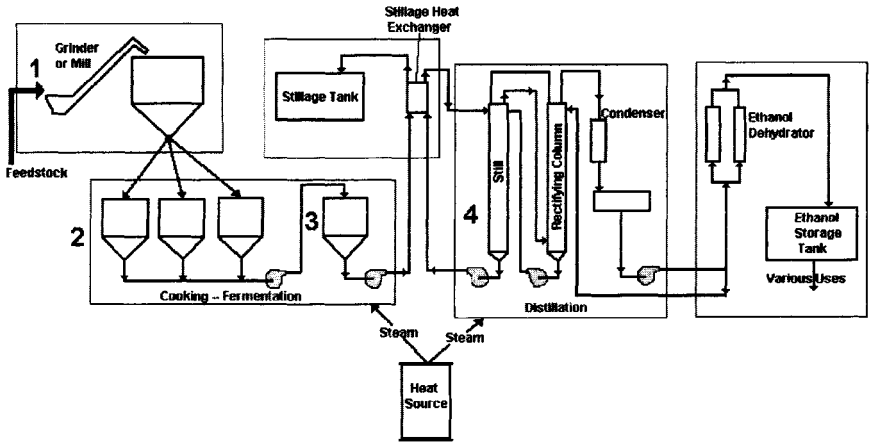 Stillage Heat
Exchanger
Grinder
or Mill
1
Stillage Tank
Feedstock
Condenser
Ethanol
Dehydrator
Still
Rectifying Column
2
3
4
Ethanol
Storage
Tank
Various Uses
Cooking -- Fermentation
Distillation
Steam
Steam
Heat
Source